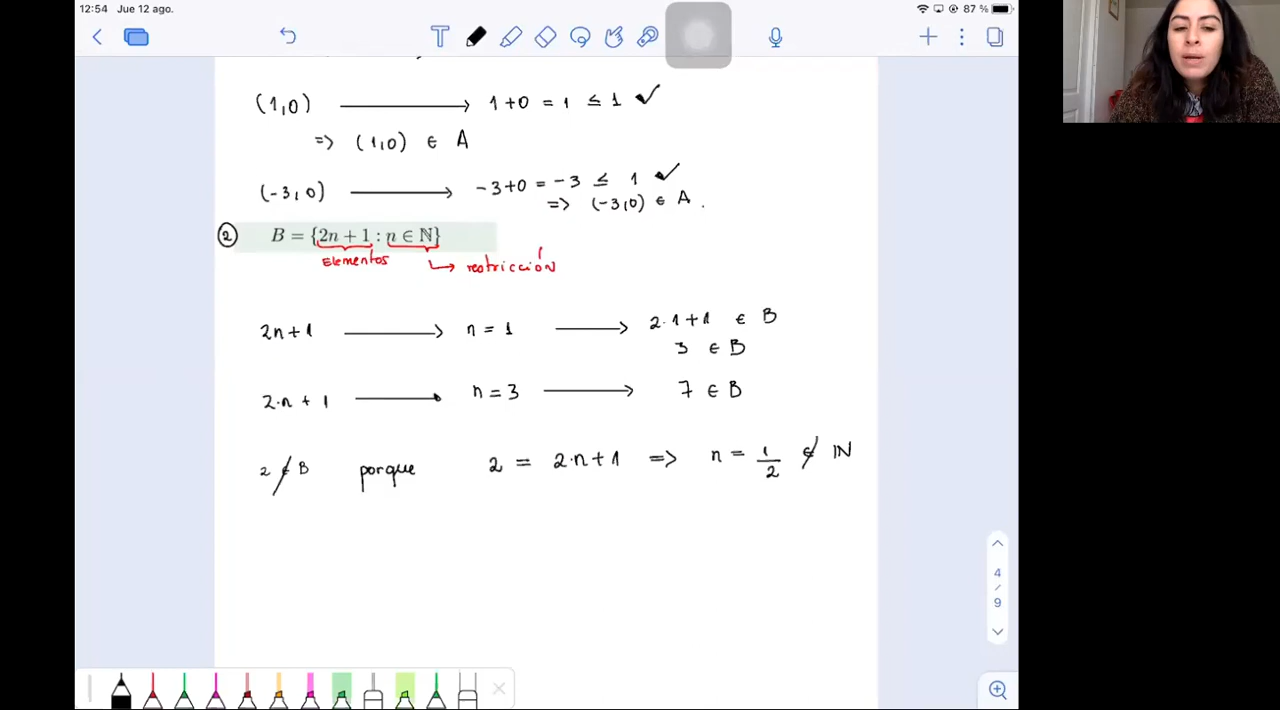 12:54 Jue 12 ago.
87 %
T
(1,0) ⟶ 1+0 = 1 ≤ 1 ✓
=> (1,0) ∈ A
(-3,0) ⟶ -3+0 = -3 ≤ 1 ✓
=> (-3,0) ∈ A.
② B = {2n + 1 : n ∈ ℕ}
Elementos ↳ restricción
2n+1 ⟶ n = 1 ⟶ 2·1+1 ∈ B
3 ∈ B
2·n + 1 ⟶ n = 3 ⟶ 7 ∈ B
2 ∉ B porque 2 = 2·n+1 => n = 1/2 ∉ ℕ
4
/
9